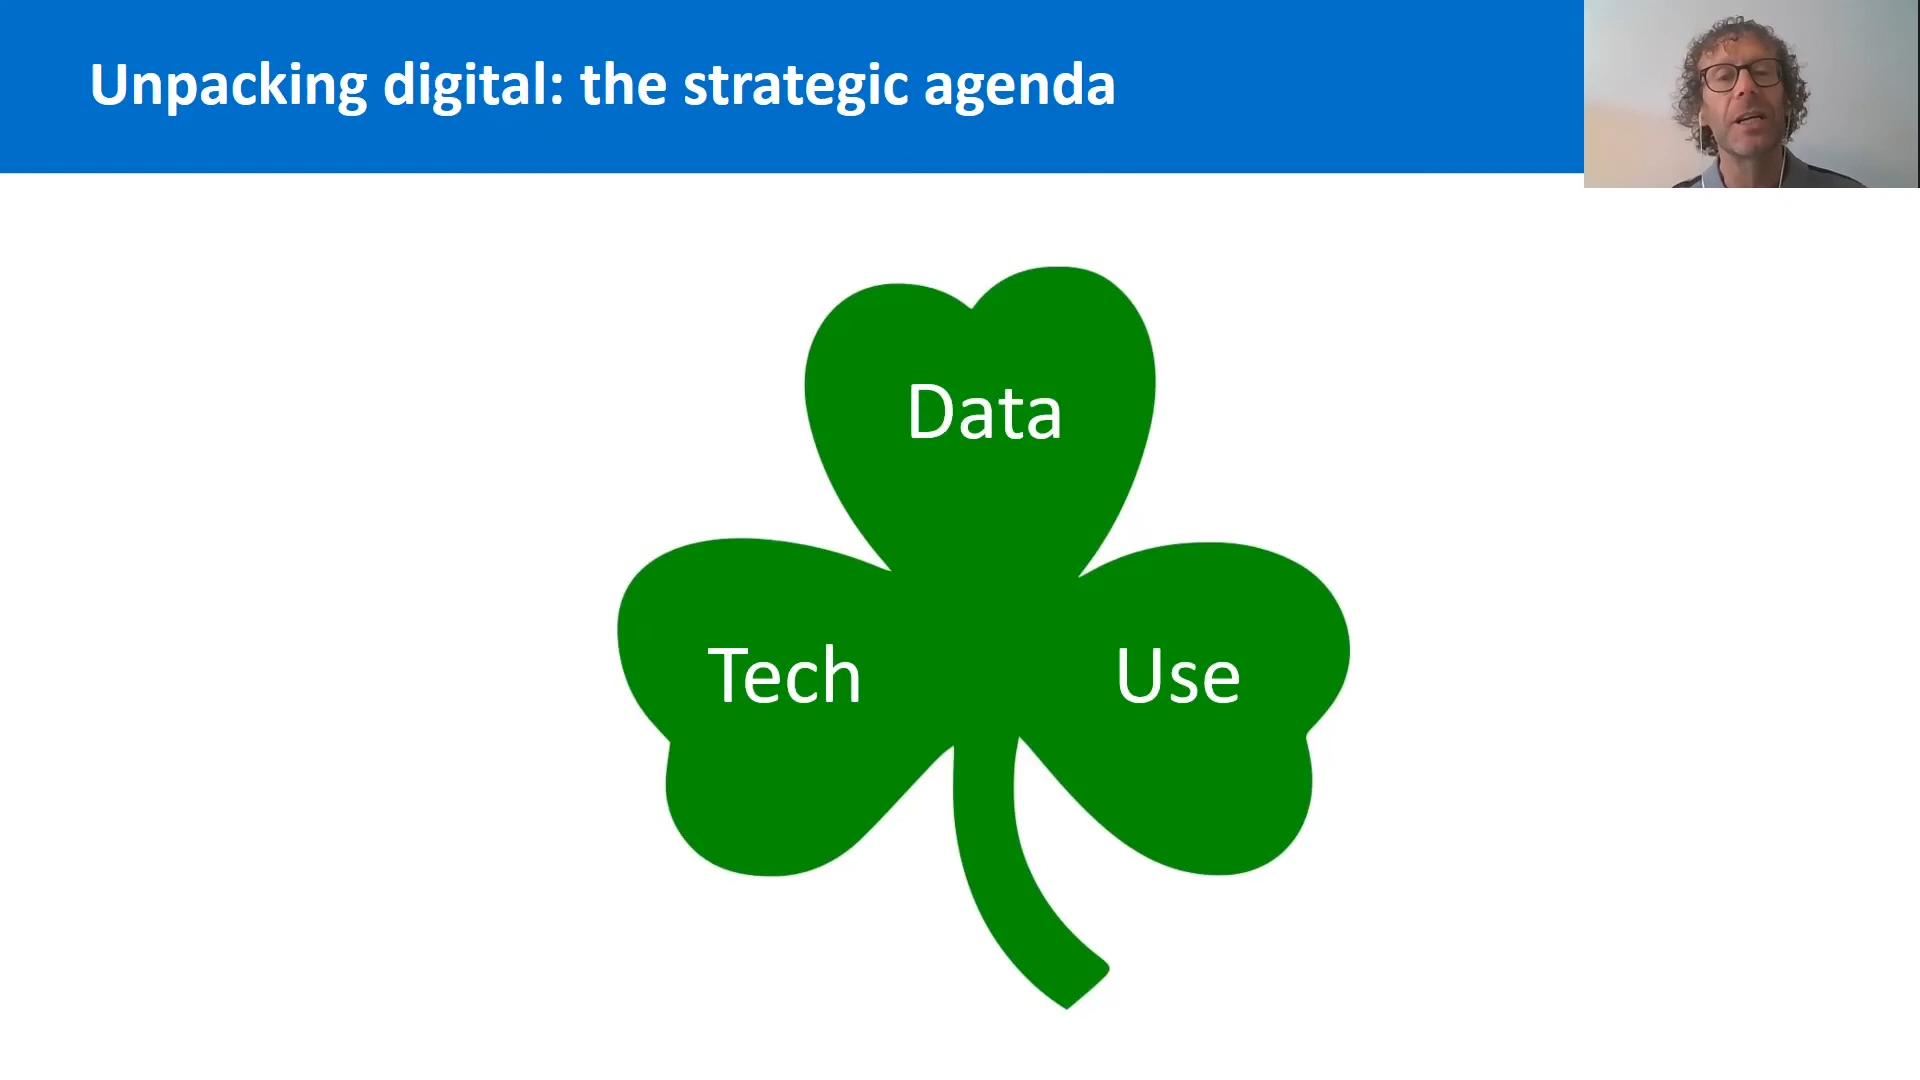 Unpacking digital: the strategic agenda
Data
Tech
Use